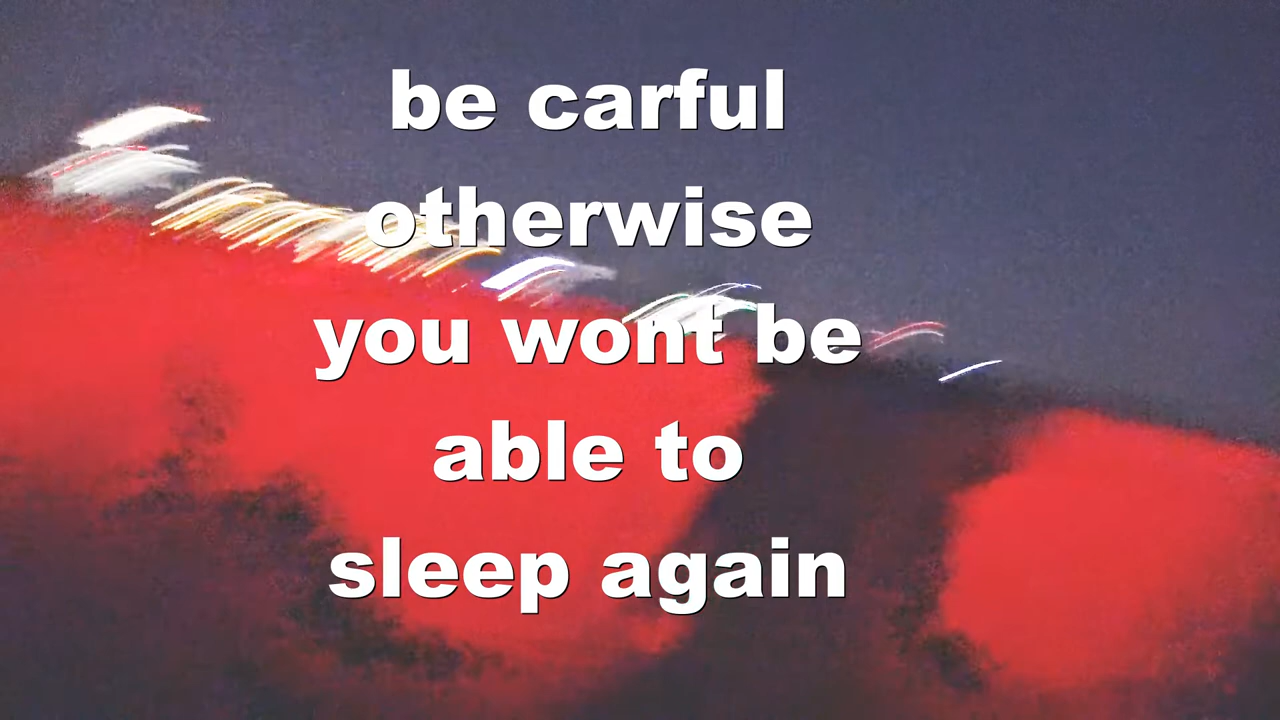 be carful
otherwise
you wont be
able to
sleep again